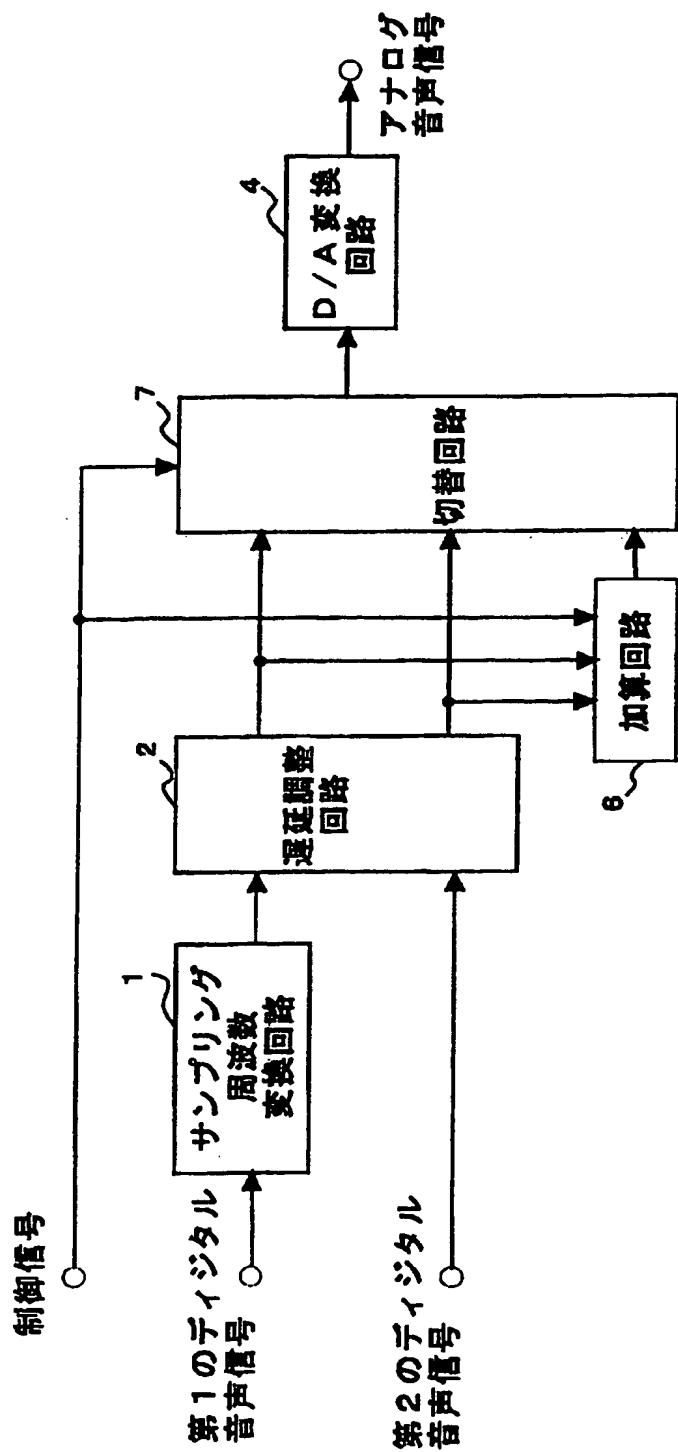 制御信号
第1のディジタル
音声信号
第2のディジタル
音声信号
1
サンプリング
周波数
変換回路
2
遅延調整
回路
6
加算回路
7
切替回路
4
D/A変換
回路
アナログ
音声信号